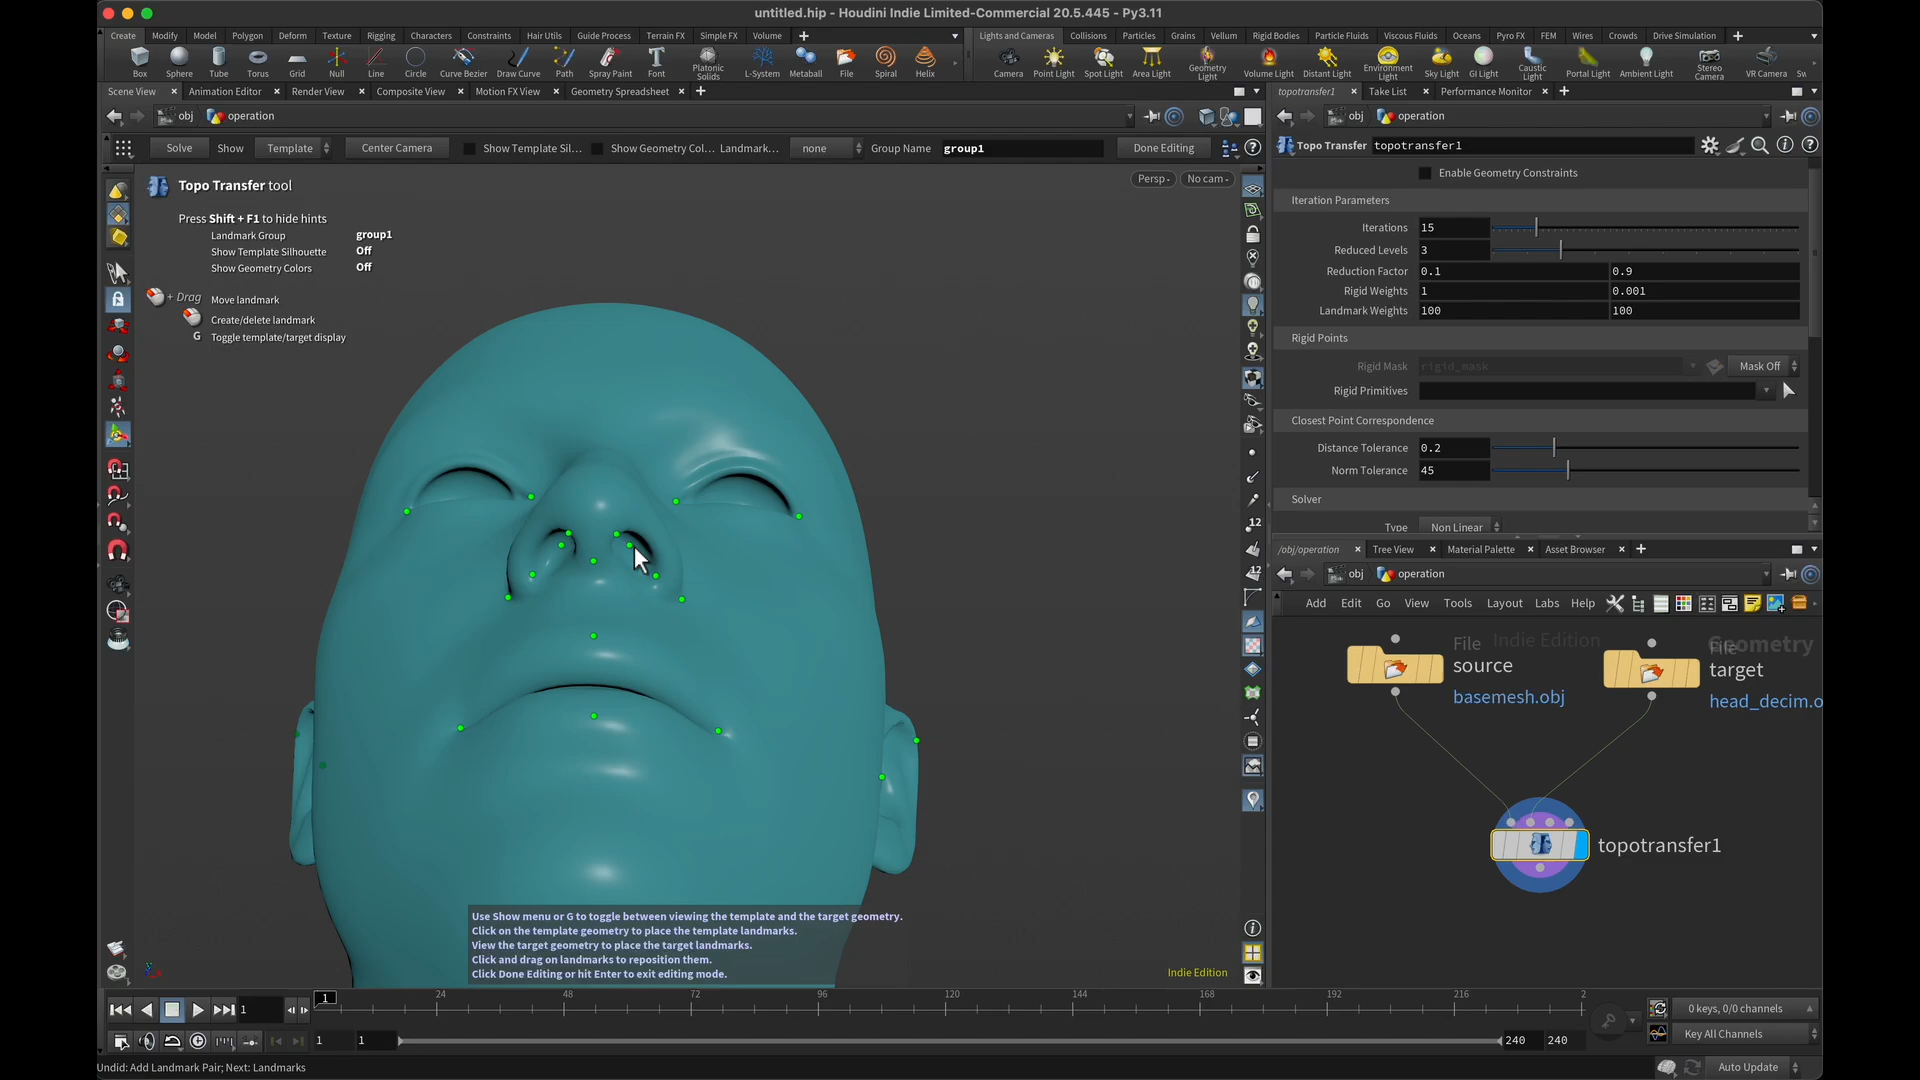 untitled.hip - Houdini Indie Limited-Commercial 20.5.445 - Py3.11
Create Modify Model Polygon Deform Texture Rigging Characters Constraints Hair Utils Guide Process Terrain FX Simple FX Volume
Lights and Cameras Collisions Particles Grains Vellum Rigid Bodies Particle Fluids Viscous Fluids Oceans Pyro FX FEM Wires Crowds Drive Simulation
Box Sphere Tube Torus Grid Null Line Circle Curve Bezier Draw Curve Path Spray Paint Font Platonic Solids L-System Metaball File Spiral Helix
Camera Point Light Spot Light Area Light Geometry Light Volume Light Distant Light Environment Light Sky Light GI Light Caustic Light Portal Light Ambient Light Stereo Camera VR Camera Sw
Scene View Animation Editor Render View Composite View Motion FX View Geometry Spreadsheet
topotransfer1 Take List Performance Monitor
obj operation
obj operation
Solve Show Template Center Camera Show Template Sil... Show Geometry Col... Landmark... none Group Name group1 Done Editing
Topo Transfer topotransfer1
Topo Transfer tool
Persp No cam
Press Shift + F1 to hide hints
Landmark Group group1
Show Template Silhouette Off
Show Geometry Colors Off
+ Drag Move landmark
Create/delete landmark
G Toggle template/target display
Enable Geometry Constraints
Iteration Parameters
Iterations 15
Reduced Levels 3
Reduction Factor 0.1 0.9
Rigid Weights 1 0.001
Landmark Weights 100 100
Rigid Points
Rigid Mask rigid_mask Mask Off
Rigid Primitives
Closest Point Correspondence
Distance Tolerance 0.2
Norm Tolerance 45
Solver
Type Non Linear
12
12
/obj/operation Tree View Material Palette Asset Browser
obj operation
Add Edit Go View Tools Layout Labs Help
Indie Edition
Geometry
File
source
basemesh.obj
File
target
head_decim.o
topotransfer1
Use Show menu or G to toggle between viewing the template and the target geometry.
Click on the template geometry to place the template landmarks.
View the target geometry to place the target landmarks.
Click and drag on landmarks to reposition them.
Click Done Editing or hit Enter to exit editing mode.
Indie Edition
1 1 24 48 72 96 120 144 168 192 216 2
0 keys, 0/0 channels
1 1 240 240
Key All Channels
Undid: Add Landmark Pair; Next: Landmarks
Auto Update